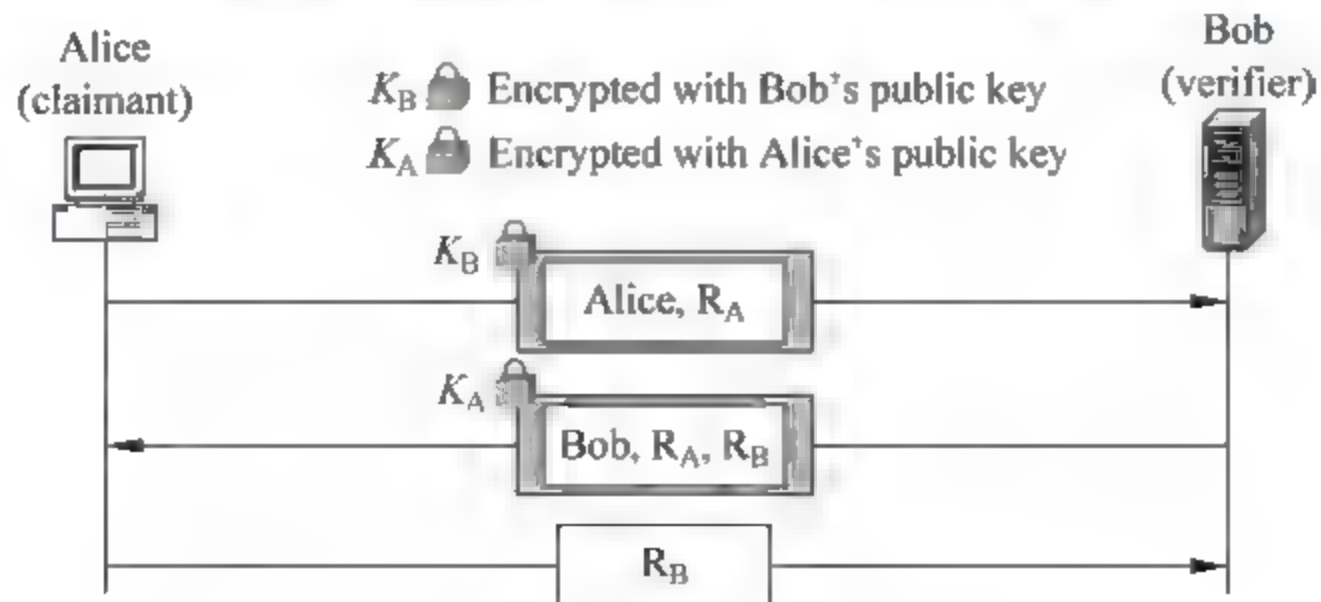 Alice
(claimant)
Bob
(verifier)
K_B Encrypted with Bob's public key
K_A Encrypted with Alice's public key
K_B
Alice, R_A
K_A
Bob, R_A, R_B
R_B